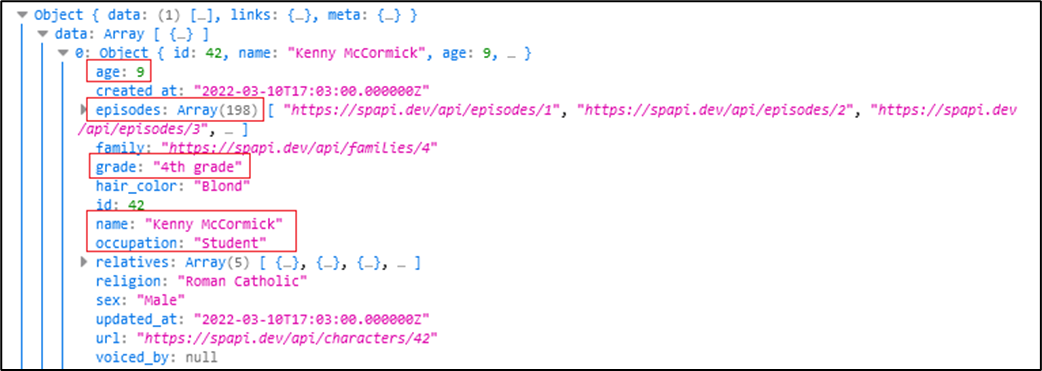 Object { data: (1) […], links: {…}, meta: {…} }
data: Array [ {…} ]
0: Object { id: 42, name: "Kenny McCormick", age: 9, … }
age: 9
created_at: "2022-03-10T17:03:00.000000Z"
episodes: Array(198) [ "https://spapi.dev/api/episodes/1", "https://spapi.dev/api/episodes/2", "https://spapi.dev
/api/episodes/3", … ]
family: "https://spapi.dev/api/families/4"
grade: "4th grade"
hair_color: "Blond"
id: 42
name: "Kenny McCormick"
occupation: "Student"
relatives: Array(5) [ {…}, {…}, {…}, … ]
religion: "Roman Catholic"
sex: "Male"
updated_at: "2022-03-10T17:03:00.000000Z"
url: "https://spapi.dev/api/characters/42"
voiced_by: null